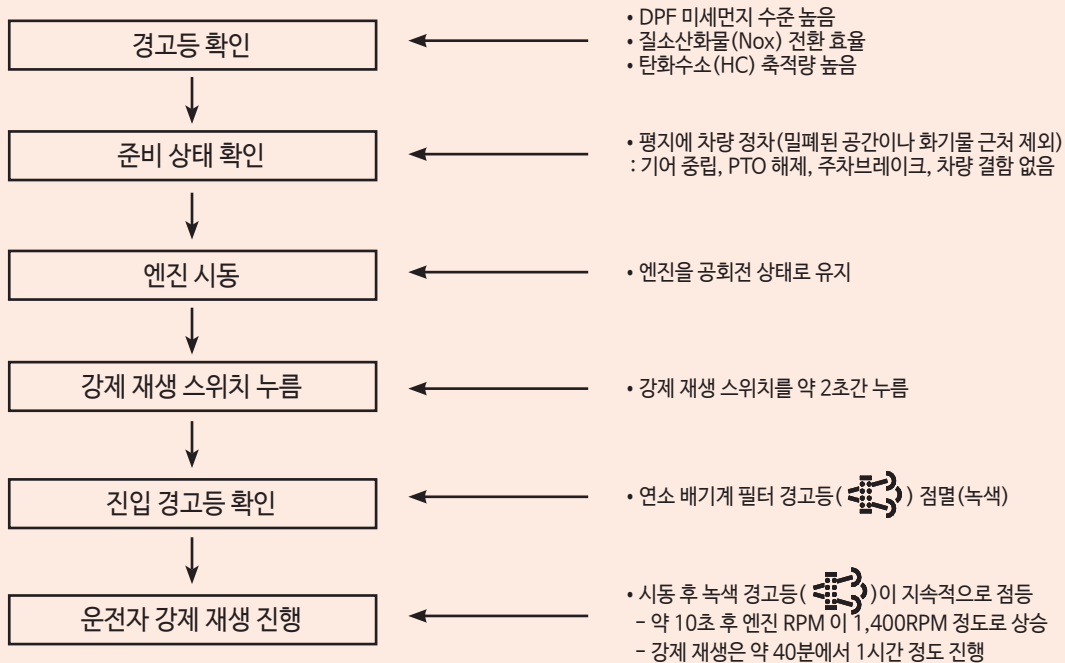 경고등 확인
• DPF 미세먼지 수준 높음
• 질소산화물(Nox) 전환 효율
• 탄화수소(HC) 축적량 높음
준비 상태 확인
• 평지에 차량 정차(밀폐된 공간이나 화기물 근처 제외)
: 기어 중립, PTO 해제, 주차브레이크, 차량 결함 없음
엔진 시동
• 엔진을 공회전 상태로 유지
강제 재생 스위치 누름
• 강제 재생 스위치를 약 2초간 누름
진입 경고등 확인
• 연소 배기계 필터 경고등( ) 점멸(녹색)
운전자 강제 재생 진행
• 시동 후 녹색 경고등( )이 지속적으로 점등
- 약 10초 후 엔진 RPM 이 1,400RPM 정도로 상승
- 강제 재생은 약 40분에서 1시간 정도 진행